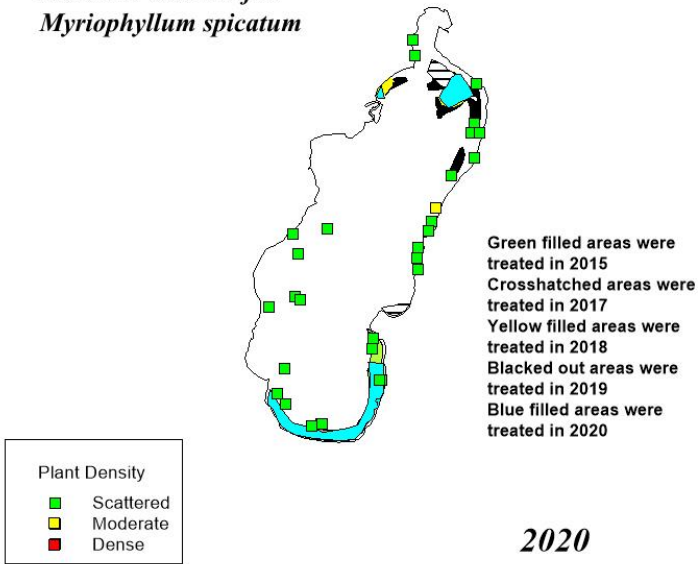 Myriophyllum spicatum
Green filled areas were
treated in 2015
Crosshatched areas were
treated in 2017
Yellow filled areas were
treated in 2018
Blacked out areas were
treated in 2019
Blue filled areas were
treated in 2020
Plant Density
Scattered
Moderate
Dense
2020